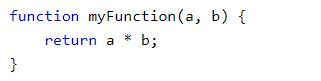 function myFunction(a, b) {
    return a * b;
}